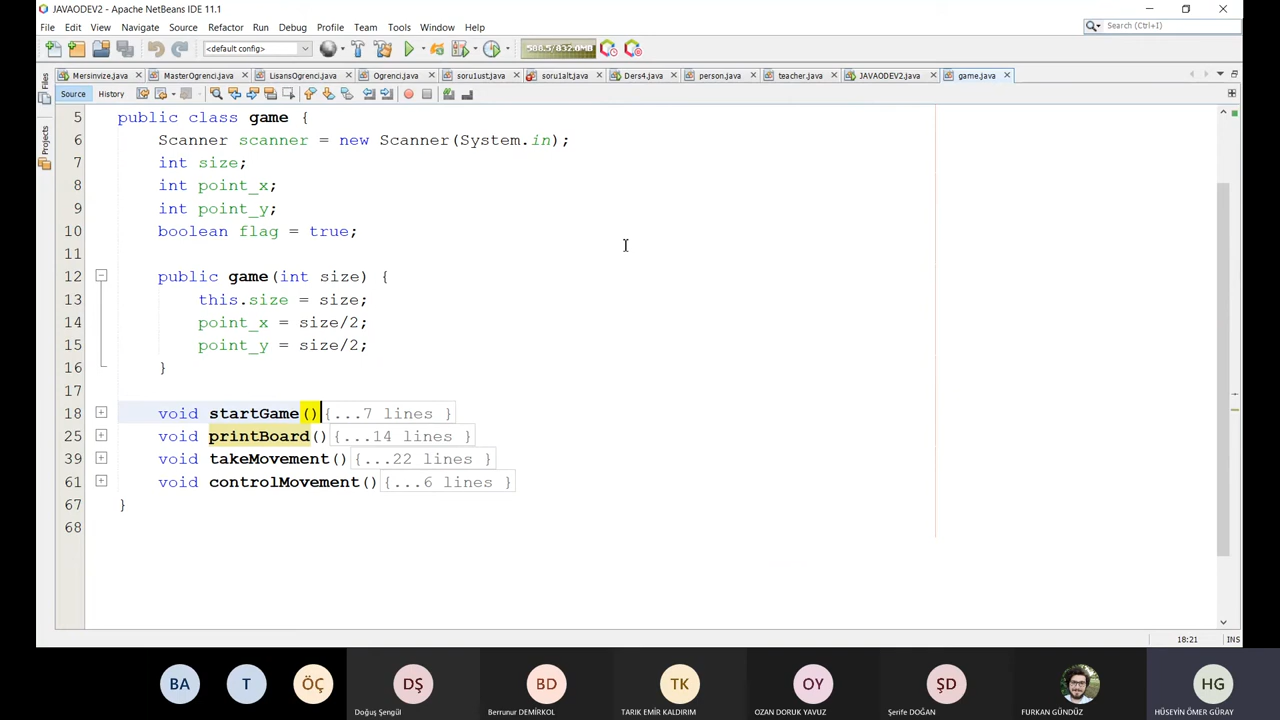 JAVAODEV2 - Apache NetBeans IDE 11.1
File Edit View Navigate Source Refactor Run Debug Profile Team Tools Window Help
Search (Ctrl+I)
<default config>
588.5/832.0MB
Mersinvize.java MasterOgrenci.java LisansOgrenci.java Ogrenci.java soru1ust.java soru1alt.java Ders4.java person.java teacher.java JAVAODEV2.java game.java
Files
Projects
Source History
5 public class game {
6 Scanner scanner = new Scanner(System.in);
7 int size;
8 int point_x;
9 int point_y;
10 boolean flag = true;
11
12 public game(int size) {
13 this.size = size;
14 point_x = size/2;
15 point_y = size/2;
16 }
17
18 void startGame(){...7 lines }
25 void printBoard(){...14 lines }
39 void takeMovement(){...22 lines }
61 void controlMovement(){...6 lines }
67 }
68
18:21 INS
BA T ÖÇ DŞ BD TK OY ŞD HG
Doğuş Şengül Berrunur DEMİRKOL TARIK EMİR KALDIRIM OZAN DORUK YAVUZ Şerife DOĞAN FURKAN GÜNDÜZ HÜSEYİN ÖMER GÜRAY